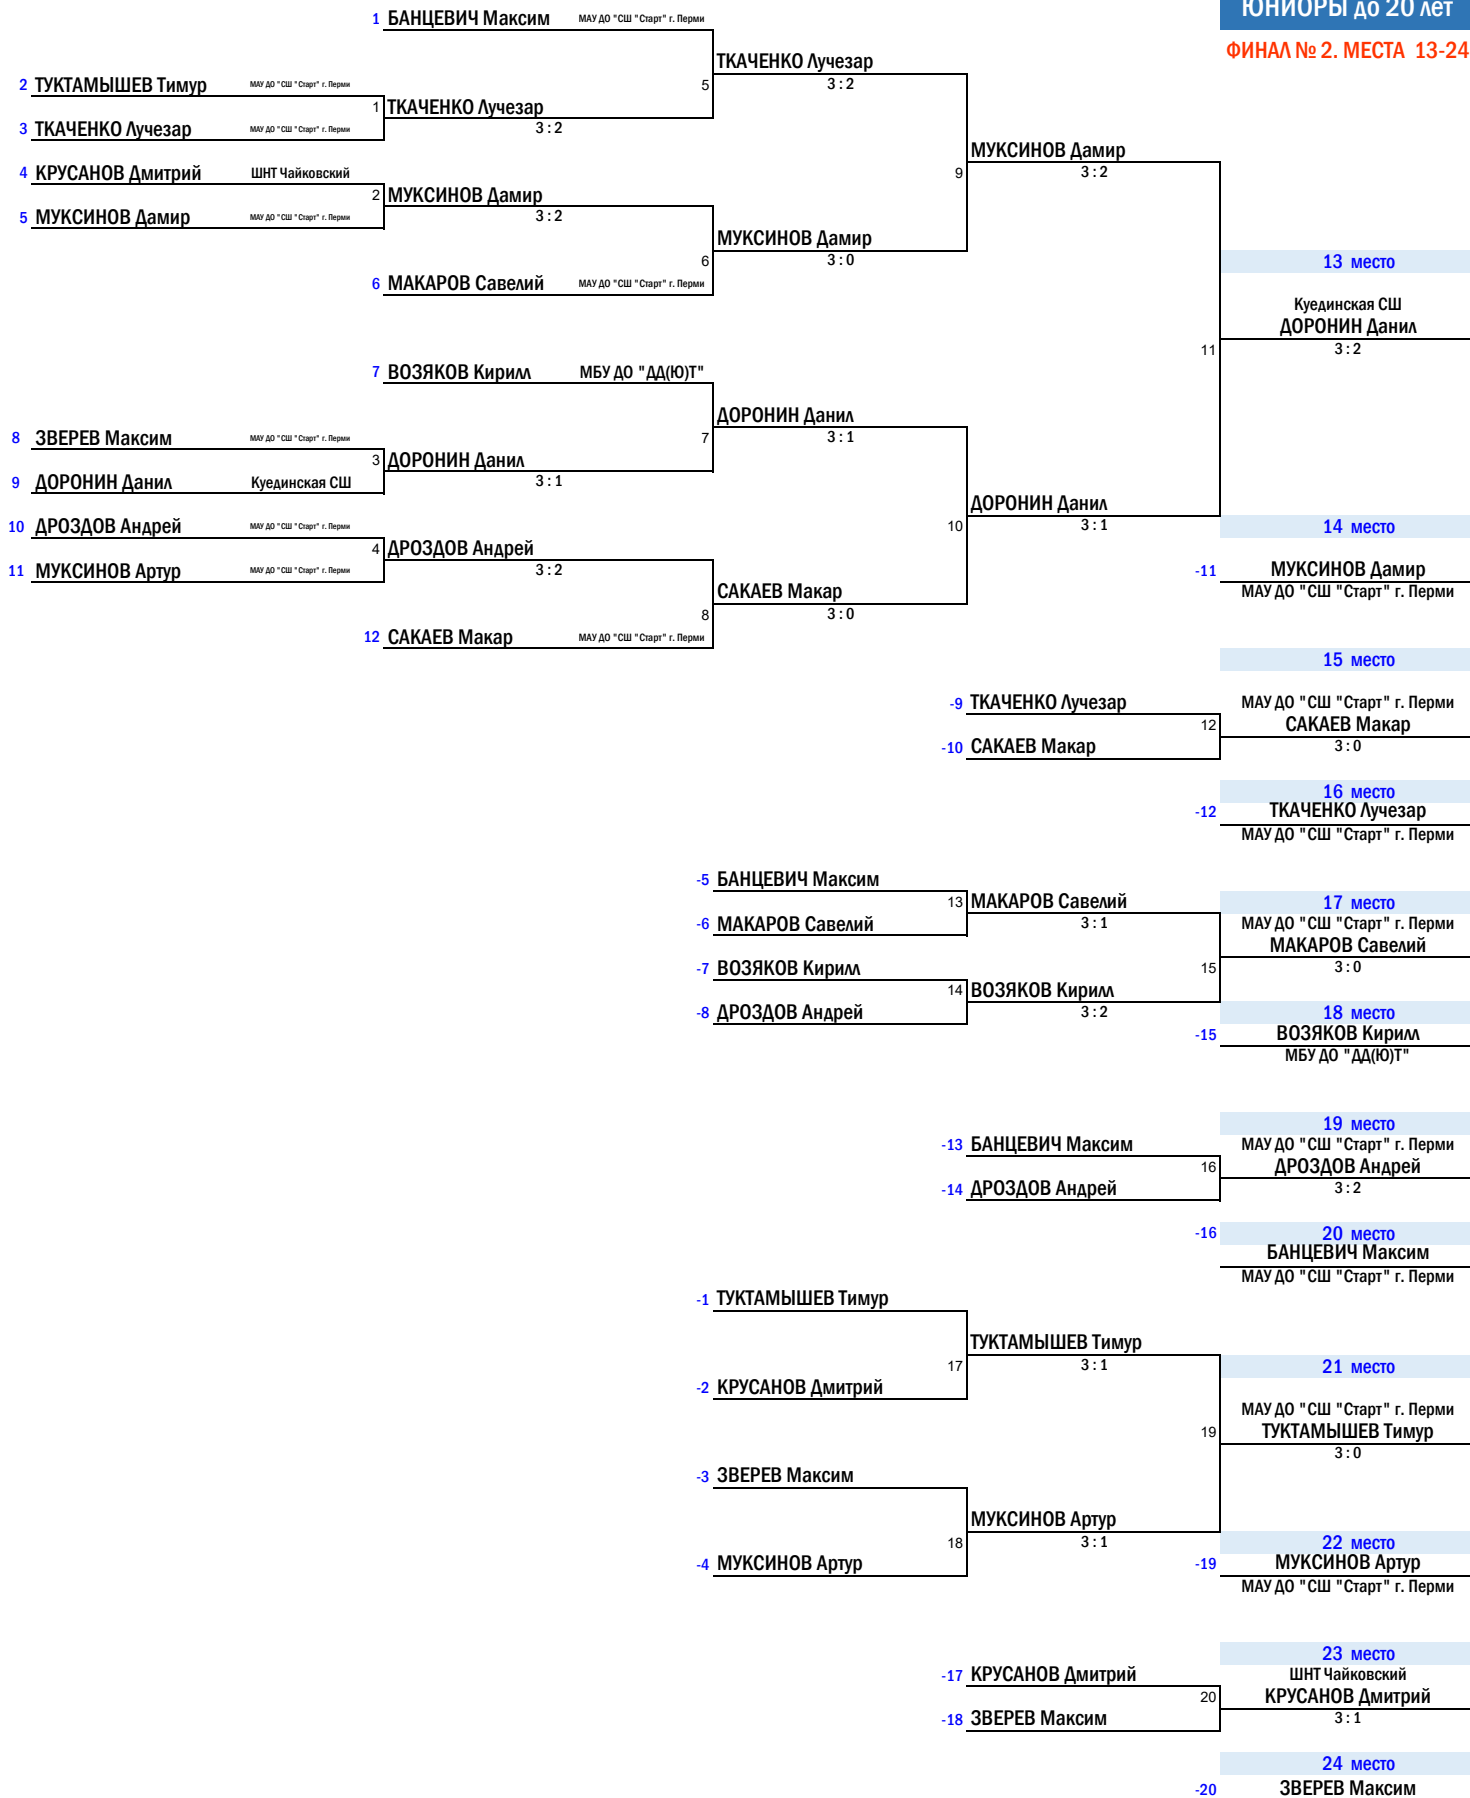 ЮНИОРЫ до 20 лет
ФИНАЛ № 2. МЕСТА 13-24
1 БАНЦЕВИЧ Максим МАУ ДО "СШ "Старт" г. Перми
ТКАЧЕНКО Лучезар
5 3 : 2
2 ТУКТАМЫШЕВ Тимур МАУ ДО "СШ "Старт" г. Перми
1 ТКАЧЕНКО Лучезар
3 : 2
3 ТКАЧЕНКО Лучезар МАУ ДО "СШ "Старт" г. Перми
МУКСИНОВ Дамир
9 3 : 2
4 КРУСАНОВ Дмитрий ШНТ Чайковский
2 МУКСИНОВ Дамир
3 : 2
5 МУКСИНОВ Дамир МАУ ДО "СШ "Старт" г. Перми
МУКСИНОВ Дамир
6 3 : 0
13 место
6 МАКАРОВ Савелий МАУ ДО "СШ "Старт" г. Перми
Куединская СШ
ДОРОНИН Данил
11 3 : 2
7 ВОЗЯКОВ Кирилл МБУ ДО "ДД(Ю)Т"
ДОРОНИН Данил
7 3 : 1
8 ЗВЕРЕВ Максим МАУ ДО "СШ "Старт" г. Перми
3 ДОРОНИН Данил
3 : 1
9 ДОРОНИН Данил Куединская СШ
ДОРОНИН Данил
10 3 : 1
14 место
10 ДРОЗДОВ Андрей МАУ ДО "СШ "Старт" г. Перми
4 ДРОЗДОВ Андрей
3 : 2
11 МУКСИНОВ Артур МАУ ДО "СШ "Старт" г. Перми
-11 МУКСИНОВ Дамир
МАУ ДО "СШ "Старт" г. Перми
САКАЕВ Макар
8 3 : 0
12 САКАЕВ Макар МАУ ДО "СШ "Старт" г. Перми
15 место
-9 ТКАЧЕНКО Лучезар
МАУ ДО "СШ "Старт" г. Перми
12 САКАЕВ Макар
-10 САКАЕВ Макар
3 : 0
16 место
-12 ТКАЧЕНКО Лучезар
МАУ ДО "СШ "Старт" г. Перми
-5 БАНЦЕВИЧ Максим
13 МАКАРОВ Савелий
3 : 1
17 место
-6 МАКАРОВ Савелий
МАУ ДО "СШ "Старт" г. Перми
МАКАРОВ Савелий
15 3 : 0
-7 ВОЗЯКОВ Кирилл
14 ВОЗЯКОВ Кирилл
3 : 2
-8 ДРОЗДОВ Андрей
18 место
-15 ВОЗЯКОВ Кирилл
МБУ ДО "ДД(Ю)Т"
19 место
-13 БАНЦЕВИЧ Максим
МАУ ДО "СШ "Старт" г. Перми
16 ДРОЗДОВ Андрей
-14 ДРОЗДОВ Андрей
3 : 2
-16 20 место
БАНЦЕВИЧ Максим
МАУ ДО "СШ "Старт" г. Перми
-1 ТУКТАМЫШЕВ Тимур
ТУКТАМЫШЕВ Тимур
17 3 : 1
21 место
-2 КРУСАНОВ Дмитрий
МАУ ДО "СШ "Старт" г. Перми
19 ТУКТАМЫШЕВ Тимур
3 : 0
-3 ЗВЕРЕВ Максим
МУКСИНОВ Артур
18 3 : 1
22 место
-4 МУКСИНОВ Артур
-19 МУКСИНОВ Артур
МАУ ДО "СШ "Старт" г. Перми
23 место
-17 КРУСАНОВ Дмитрий
ШНТ Чайковский
20 КРУСАНОВ Дмитрий
-18 ЗВЕРЕВ Максим
3 : 1
24 место
-20 ЗВЕРЕВ Максим